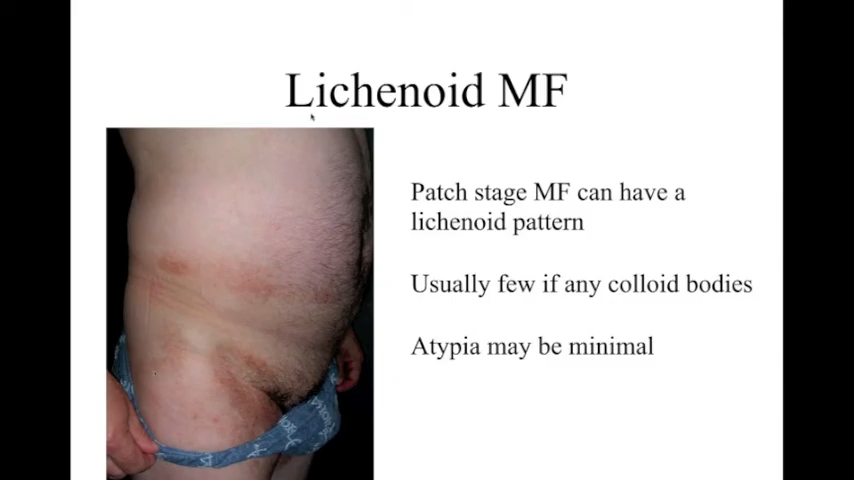 Lichenoid MF
Patch stage MF can have a
lichenoid pattern
Usually few if any colloid bodies
Atypia may be minimal